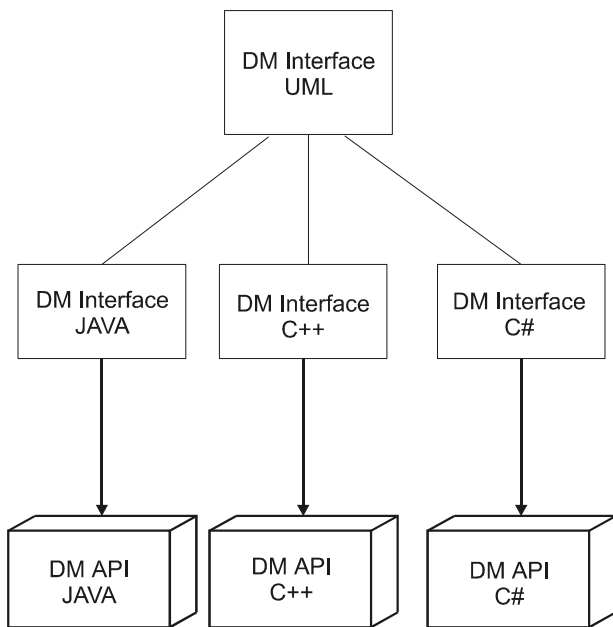 DM Interface
UML
DM Interface
JAVA
DM Interface
C++
DM Interface
C#
DM API
JAVA
DM API
C++
DM API
C#